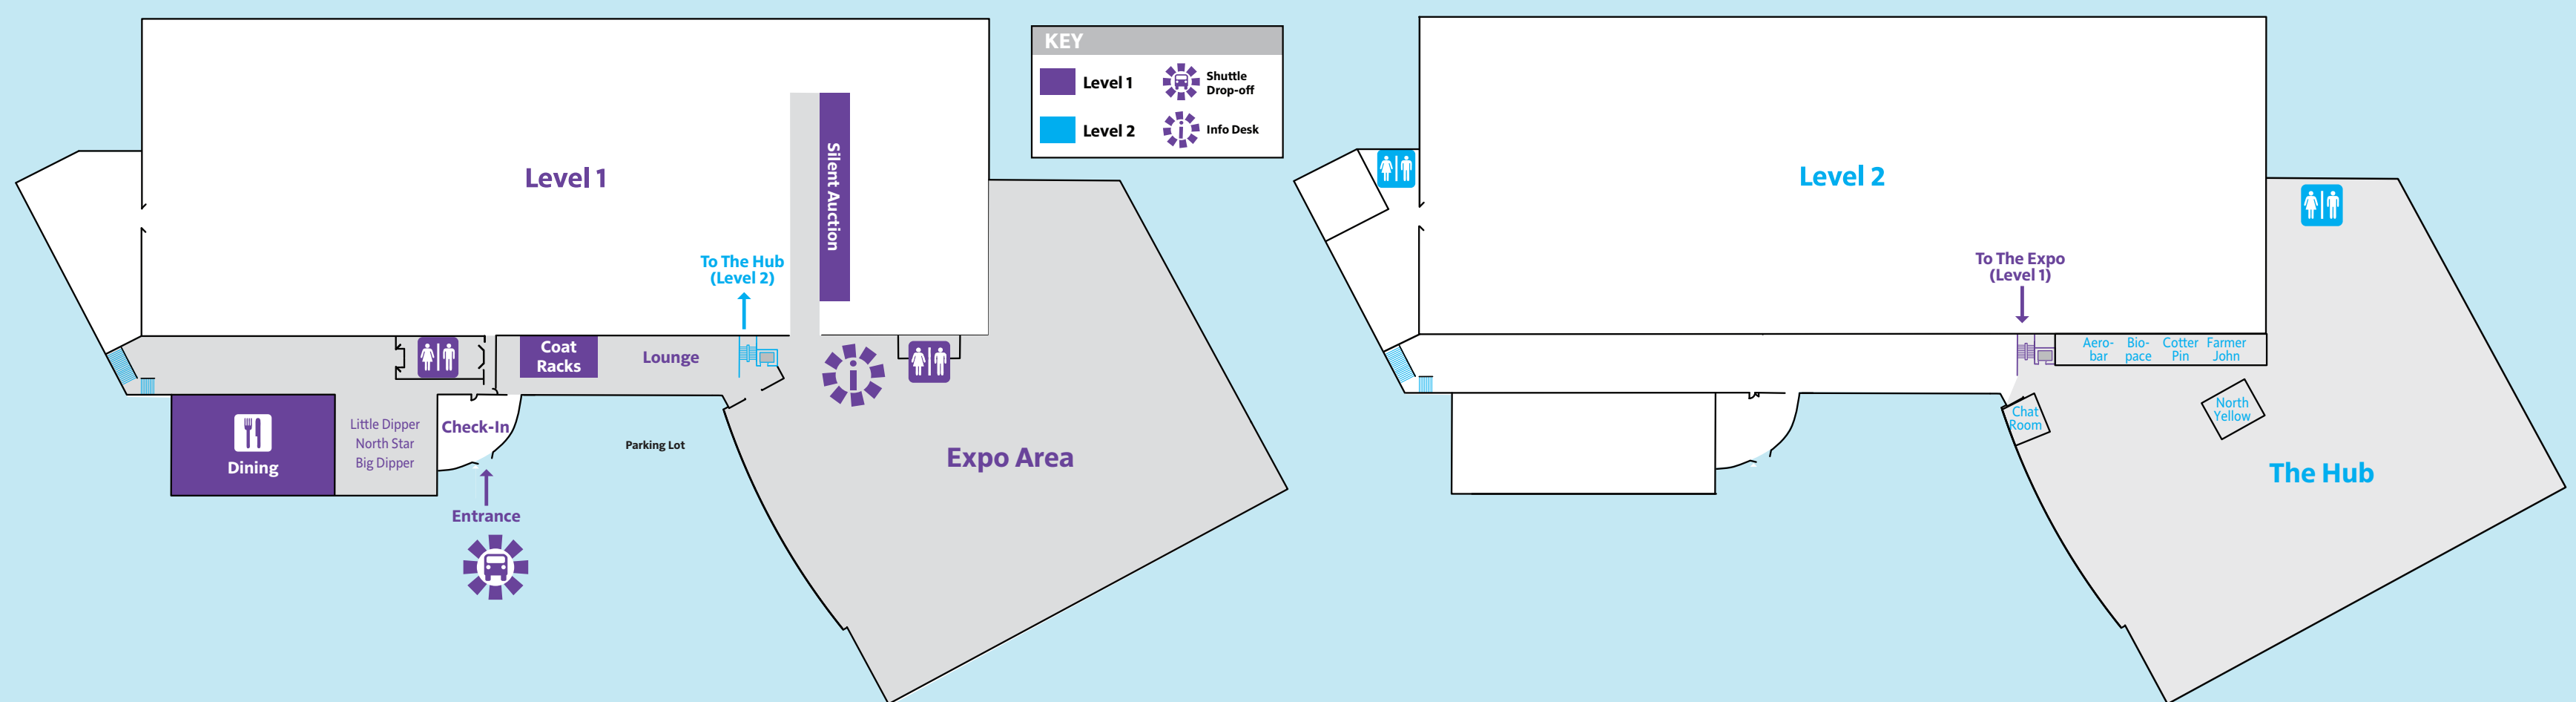 Level 1
Silent Auction
To The Hub
(Level 2)
Coat
Racks
Lounge
Dining
Little Dipper
North Star
Big Dipper
Check-In
Entrance
Parking Lot
Expo Area
KEY
Level 1
Shuttle
Drop-off
Level 2
Info Desk
Level 2
To The Expo
(Level 1)
Aero-
bar
Bio-
pace
Cotter
Pin
Farmer
John
Chat
Room
North
Yellow
The Hub